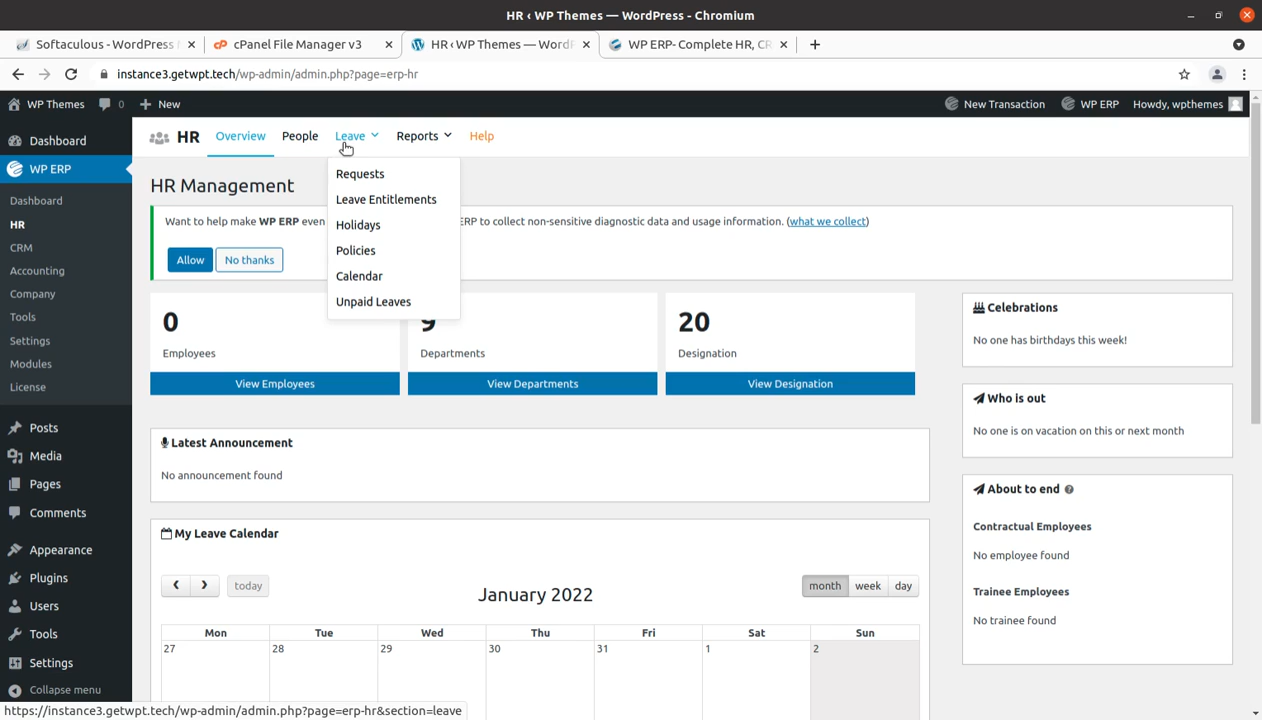 HR ‹ WP Themes — WordPress - Chromium
Softaculous - WordPress
cPanel File Manager v3
HR ‹ WP Themes — WordP
WP ERP- Complete HR, CR
instance3.getwpt.tech/wp-admin/admin.php?page=erp-hr
WP Themes 0 New
New Transaction WP ERP Howdy, wpthemes
Dashboard
WP ERP
Dashboard
HR
CRM
Accounting
Company
Tools
Settings
Modules
License
Posts
Media
Pages
Comments
Appearance
Plugins
Users
Tools
Settings
Collapse menu
HR Overview People Leave Reports Help
Requests
Leave Entitlements
Holidays
Policies
Calendar
Unpaid Leaves
HR Management
Want to help make WP ERP even ERP to collect non-sensitive diagnostic data and usage information. (what we collect)
Allow No thanks
0
Employees
View Employees
9
Departments
View Departments
20
Designation
View Designation
Latest Announcement
No announcement found
My Leave Calendar
today
January 2022
month week day
Mon Tue Wed Thu Fri Sat Sun
27 28 29 30 31 1 2
Celebrations
No one has birthdays this week!
Who is out
No one is on vacation on this or next month
About to end
Contractual Employees
No employee found
Trainee Employees
No trainee found
https://instance3.getwpt.tech/wp-admin/admin.php?page=erp-hr&section=leave